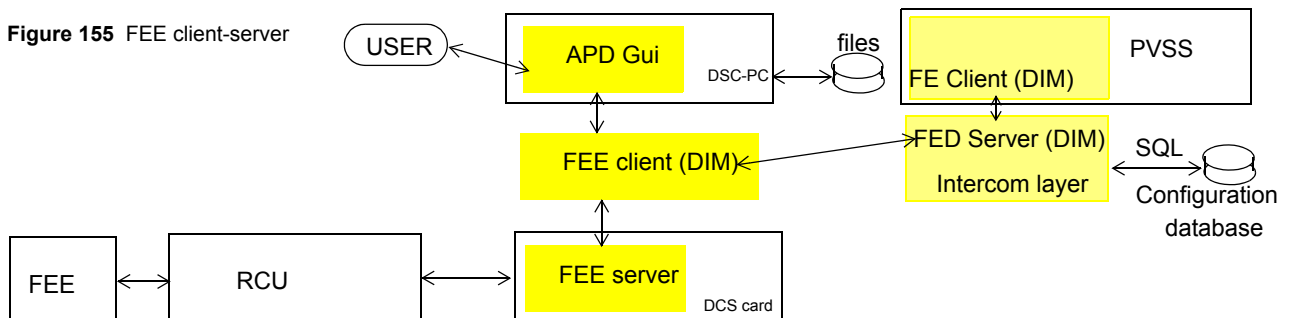 Figure 155 FEE client-server
USER
APD Gui
DSC-PC
files
PVSS
FE Client (DIM)
FEE client (DIM)
FED Server (DIM)
Intercom layer
SQL
Configuration
database
FEE
RCU
FEE server
DCS card